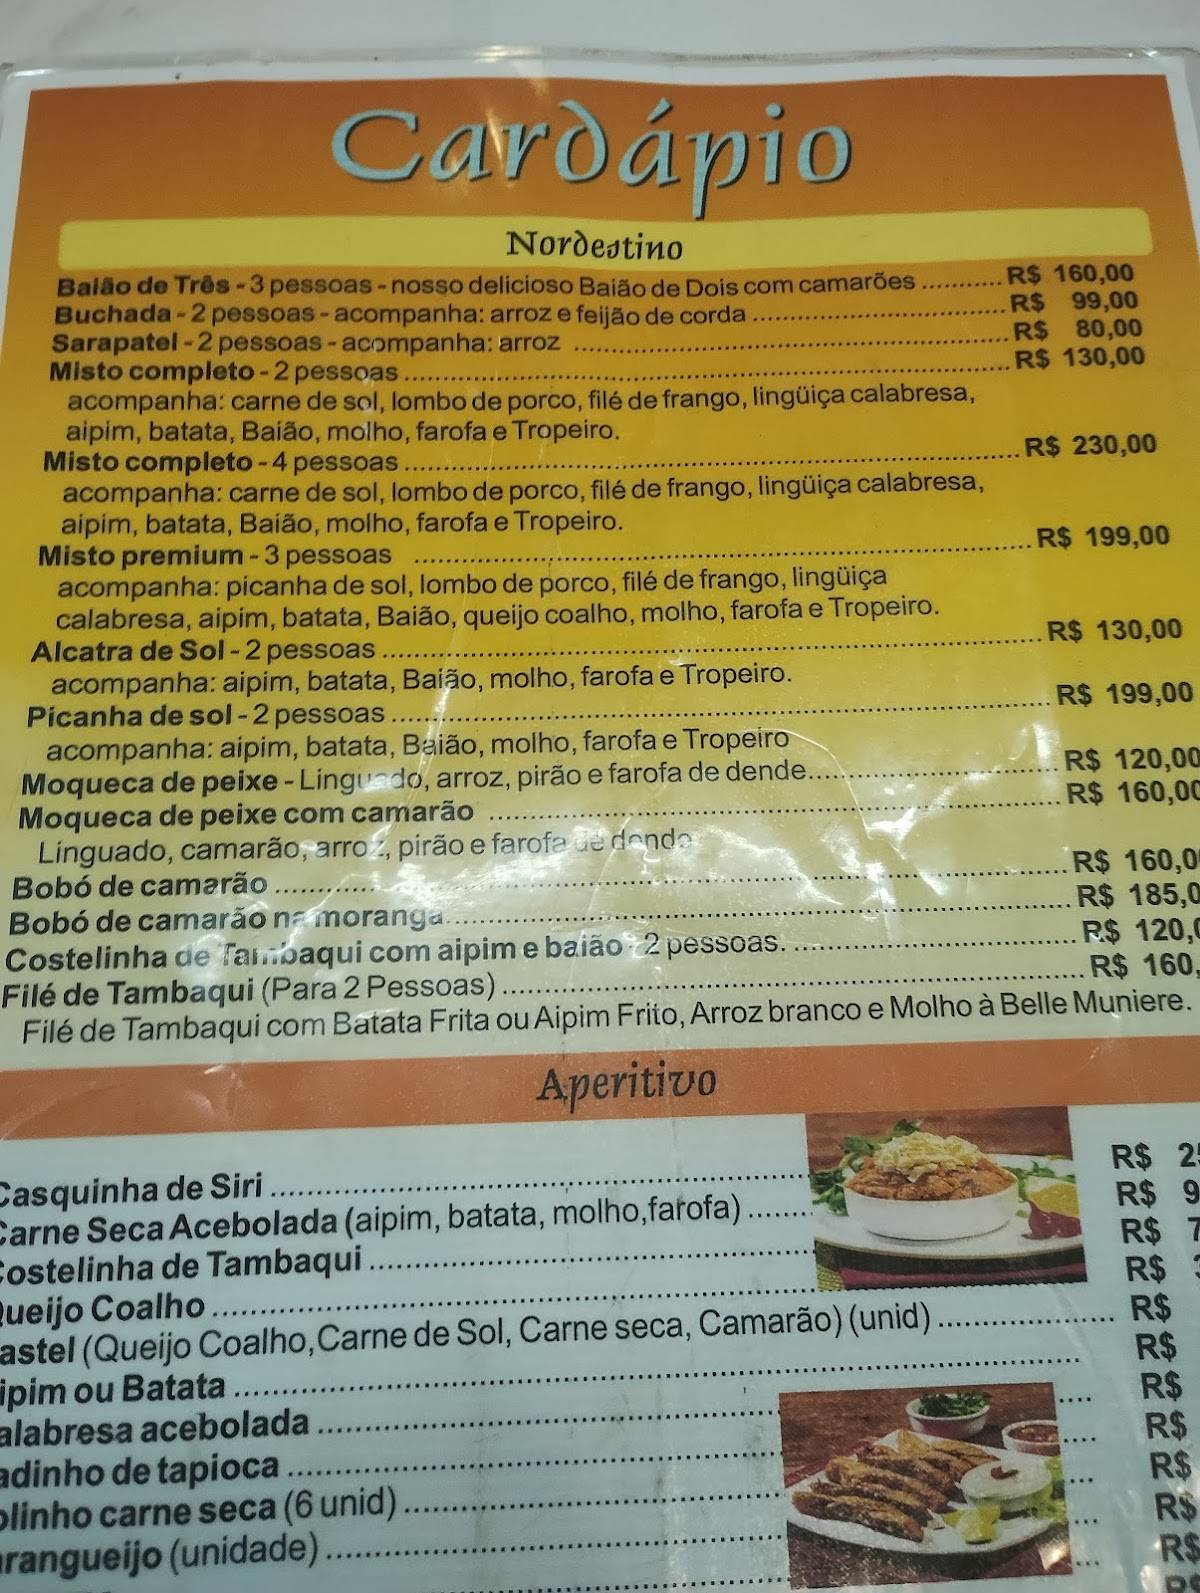 Cardápio
Nordestino
Baião de Três - 3 pessoas - nosso delicioso Baião de Dois com camarões ........... R$ 160,00
Buchada - 2 pessoas - acompanha: arroz e feijão de corda ........... R$ 99,00
Sarapatel - 2 pessoas - acompanha: arroz ........... R$ 80,00
Misto completo - 2 pessoas ........... R$ 130,00
acompanha: carne de sol, lombo de porco, filé de frango, lingüiça calabresa,
aipim, batata, Baião, molho, farofa e Tropeiro.
Misto completo - 4 pessoas ........... R$ 230,00
acompanha: carne de sol, lombo de porco, filé de frango, lingüiça calabresa,
aipim, batata, Baião, molho, farofa e Tropeiro.
Misto premium - 3 pessoas ........... R$ 199,00
acompanha: picanha de sol, lombo de porco, filé de frango, lingüiça
calabresa, aipim, batata, Baião, queijo coalho, molho, farofa e Tropeiro.
Alcatra de Sol - 2 pessoas ........... R$ 130,00
acompanha: aipim, batata, Baião, molho, farofa e Tropeiro.
Picanha de sol - 2 pessoas ........... R$ 199,00
acompanha: aipim, batata, Baião, molho, farofa e Tropeiro
Moqueca de peixe - Linguado, arroz, pirão e farofa de dende ........... R$ 120,00
Moqueca de peixe com camarão ........... R$ 160,00
Linguado, camarão, arroz, pirão e farofa de dende
Bobó de camarão ........... R$ 160,0
Bobó de camarão na moranga ........... R$ 185,0
Costelinha de Tambaqui com aipim e baião - 2 pessoas. ........... R$ 120,
Filé de Tambaqui (Para 2 Pessoas) ........... R$ 160,
Filé de Tambaqui com Batata Frita ou Aipim Frito, Arroz branco e Molho à Belle Muniere.
Aperitivo
Casquinha de Siri ........... R$ 2
Carne Seca Acebolada (aipim, batata, molho,farofa) ........... R$ 9
Costelinha de Tambaqui ........... R$ 7
Queijo Coalho ........... R$
astel (Queijo Coalho,Carne de Sol, Carne seca, Camarão) (unid) ........... R$
ipim ou Batata ........... R$
alabresa acebolada ........... R$
adinho de tapioca ........... R$
olinho carne seca (6 unid) ........... R$
arangueijo (unidade) ........... R$
R$